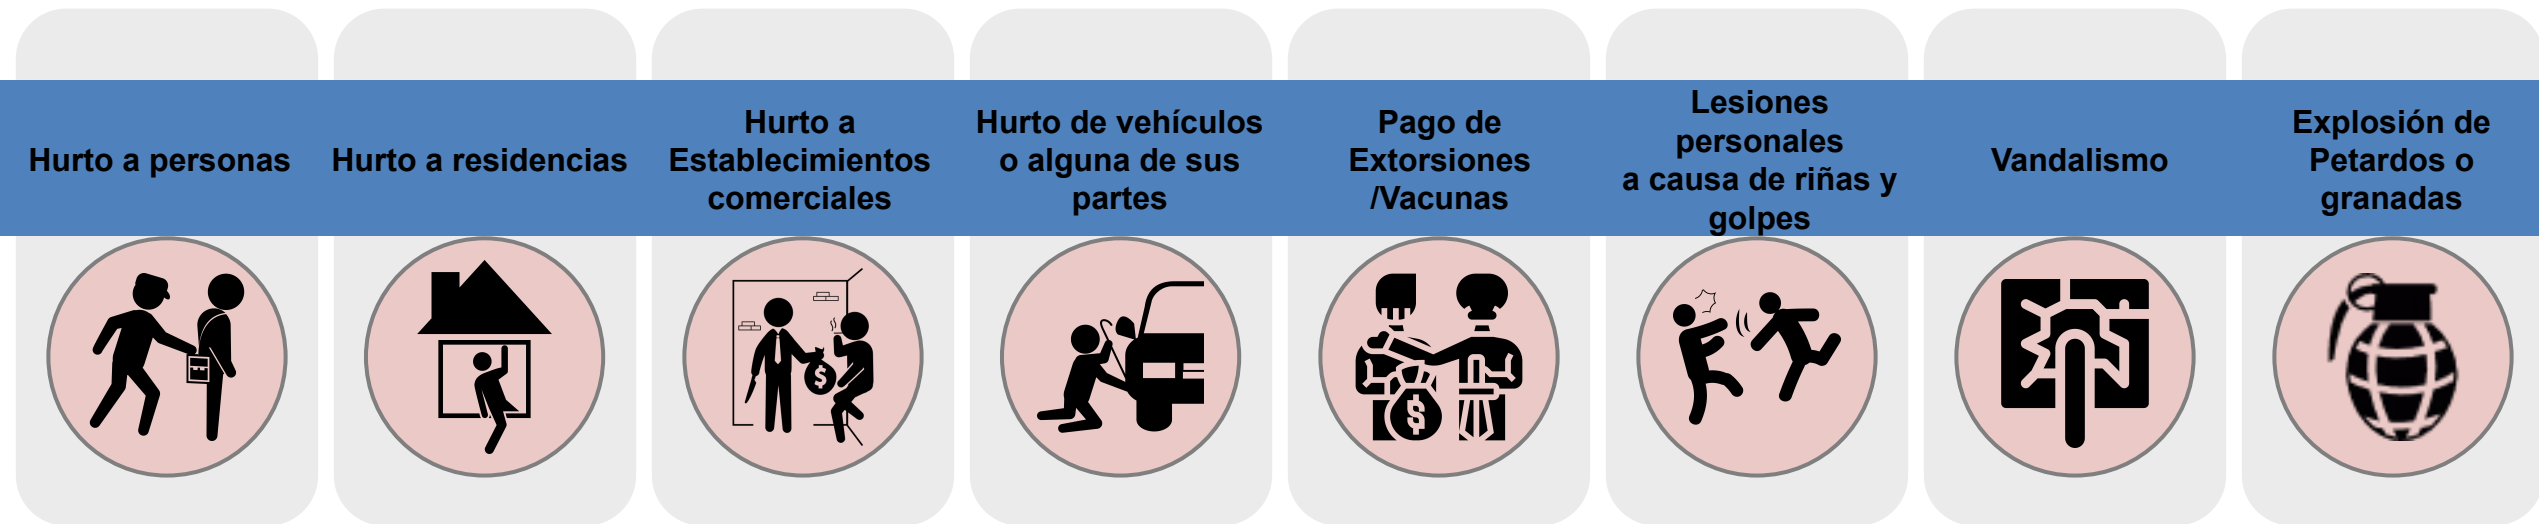 Hurto a personas
Hurto a residencias
Hurto a
Establecimientos
comerciales
Hurto de vehículos
o alguna de sus
partes
Pago de
Extorsiones
/Vacunas
Lesiones
personales
a causa de riñas y
golpes
Vandalismo
Explosión de
Petardos o
granadas
$
$